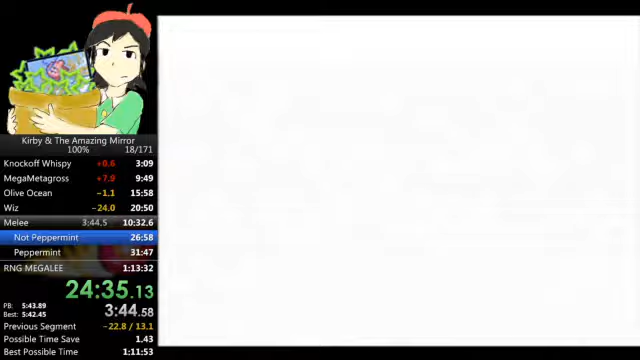 Kirby & The Amazing Mirror
100% 18/171
Knockoff Whispy +0.6 3:09
MegaMetagross +7.9 9:49
Olive Ocean −1.1 15:58
Wiz −24.0 20:50
Melee 3:44.5 10:32.6
Not Peppermint 26:58
Peppermint 31:47
RNG MEGALEE 1:13:32
24:35.13
PB: 5:43.89
Best: 5:42.45
3:44.58
Previous Segment −22.8 / 13.1
Possible Time Save 1.43
Best Possible Time 1:11:53